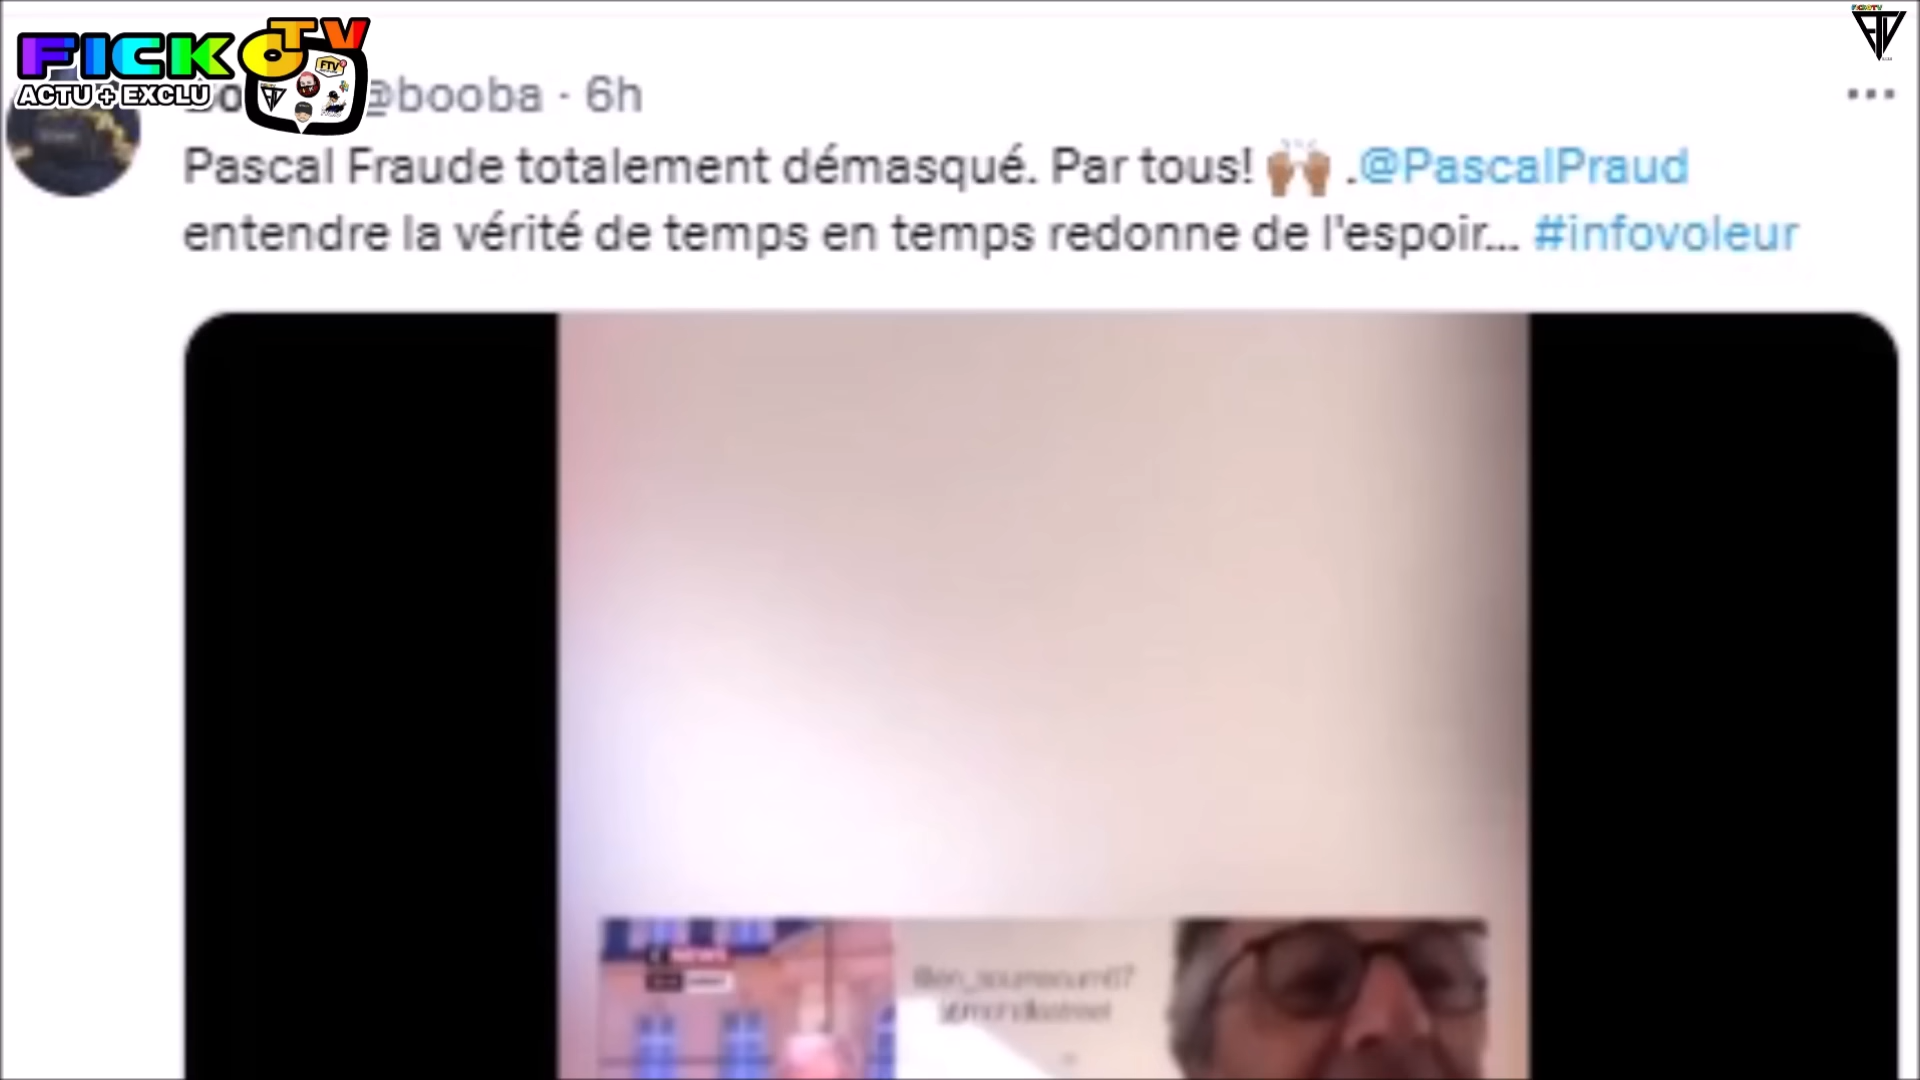 FICKOTV
ACTU + EXCLU
@booba · 6h
Pascal Fraude totalement démasqué. Par tous! 🙌🏽 .@PascalPraud
entendre la vérité de temps en temps redonne de l'espoir... #infovoleur
NEWS